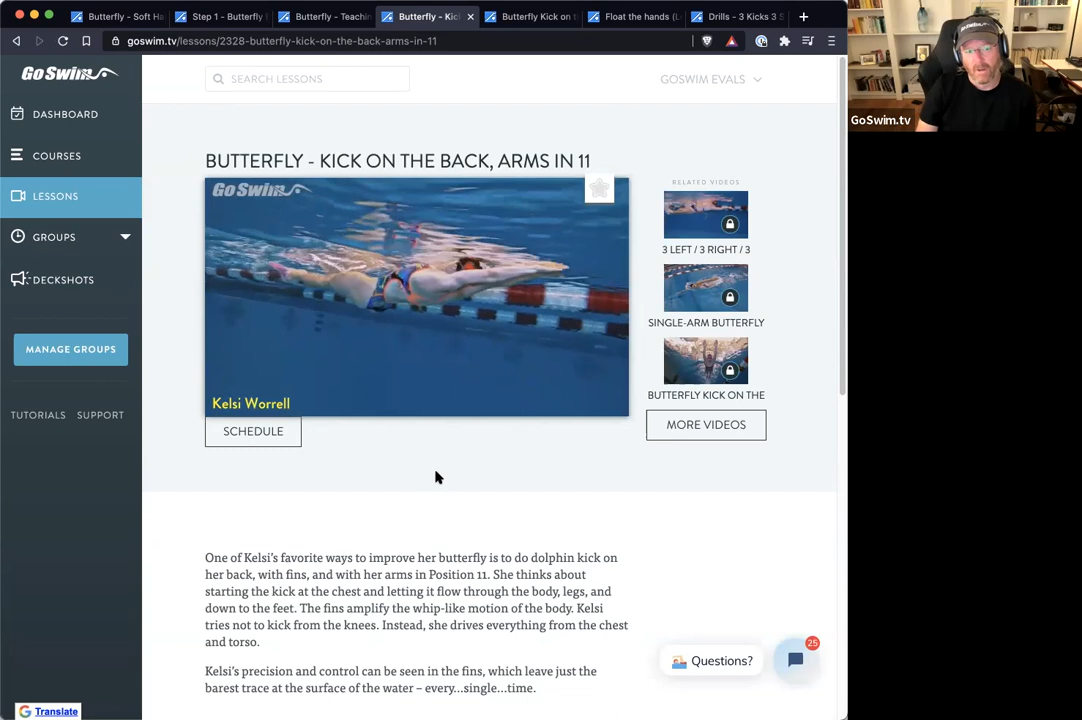 Butterfly - Soft Ha
Step 1 - Butterfly
Butterfly - Teachin
Butterfly - Kic
Butterfly Kick on t
Float the hands (L
Drills – 3 Kicks 3 S
goswim.tv/lessons/2328-butterfly-kick-on-the-back-arms-in-11
GoSwim
SEARCH LESSONS
GOSWIM EVALS
GoSwim.tv
DASHBOARD
COURSES
LESSONS
GROUPS
DECKSHOTS
MANAGE GROUPS
TUTORIALS SUPPORT
BUTTERFLY - KICK ON THE BACK, ARMS IN 11
GoSwim
Kelsi Worrell
SCHEDULE
RELATED VIDEOS
3 LEFT / 3 RIGHT / 3
SINGLE-ARM BUTTERFLY
BUTTERFLY KICK ON THE
MORE VIDEOS
One of Kelsi's favorite ways to improve her butterfly is to do dolphin kick on
her back, with fins, and with her arms in Position 11. She thinks about
starting the kick at the chest and letting it flow through the body, legs, and
down to the feet. The fins amplify the whip-like motion of the body. Kelsi
tries not to kick from the knees. Instead, she drives everything from the chest
and torso.
Kelsi's precision and control can be seen in the fins, which leave just the
barest trace at the surface of the water – every...single...time.
Questions?
25
Translate